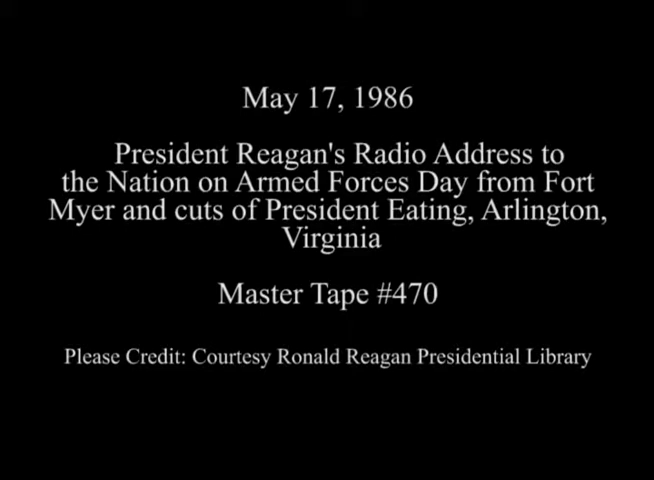 May 17, 1986
President Reagan's Radio Address to
the Nation on Armed Forces Day from Fort
Myer and cuts of President Eating, Arlington,
Virginia
Master Tape #470
Please Credit: Courtesy Ronald Reagan Presidential Library